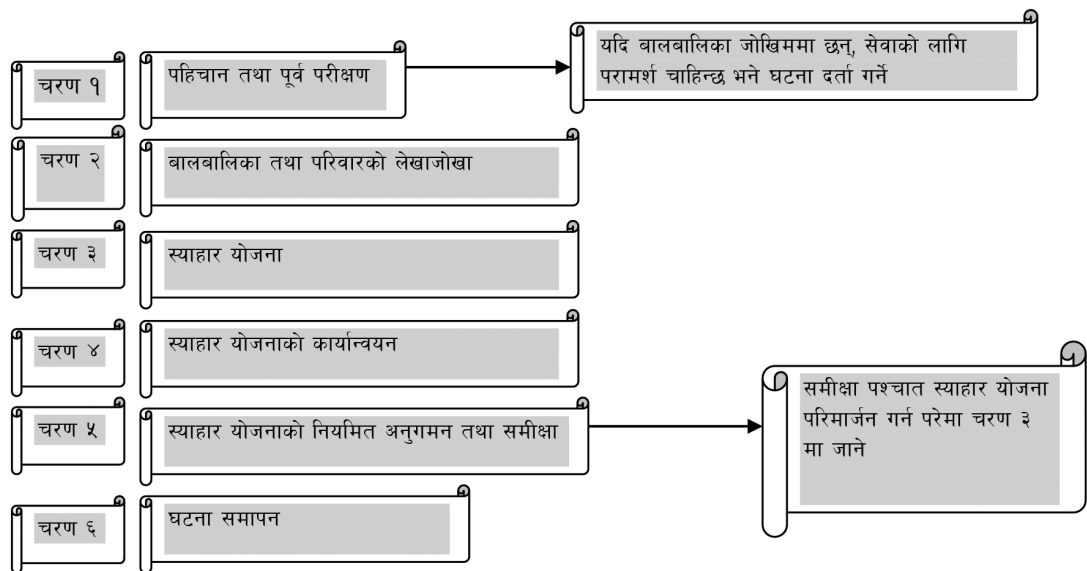 चरण १
पहिचान तथा पूर्व परीक्षण
यदि बालबालिका जोखिममा छन्, सेवाको लागि
परामर्श चाहिन्छ भने घटना दर्ता गर्ने
चरण २
बालबालिका तथा परिवारको लेखाजोखा
चरण ३
स्याहार योजना
चरण ४
स्याहार योजनाको कार्यान्वयन
चरण ५
स्याहार योजनाको नियमित अनुगमन तथा समीक्षा
समीक्षा पश्चात स्याहार योजना
परिमार्जन गर्न परेमा चरण ३
मा जाने
चरण ६
घटना समापन